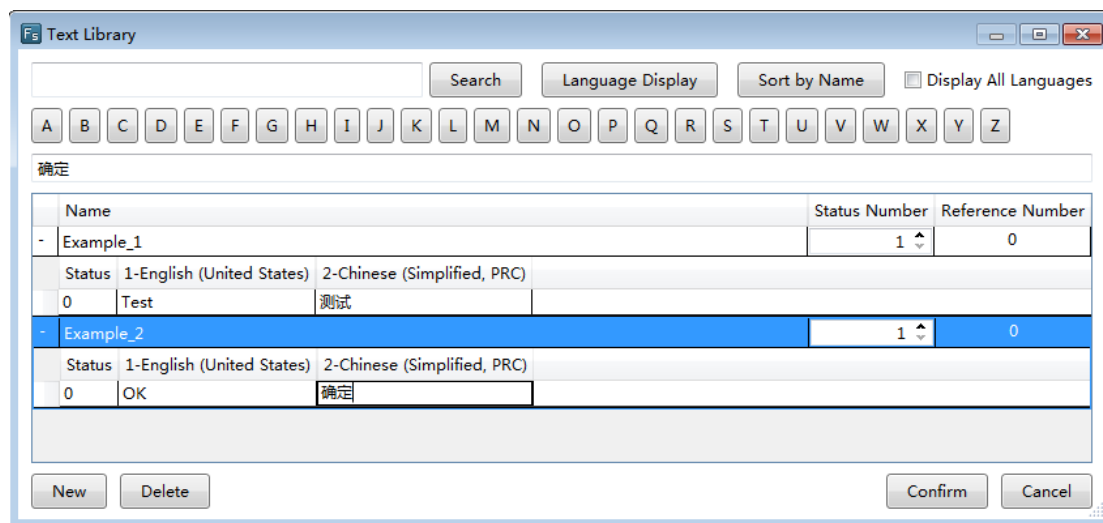 Fs Text Library
Search Language Display Sort by Name Display All Languages
A B C D E F G H I J K L M N O P Q R S T U V W X Y Z
确定
Name Status Number Reference Number
- Example_1 1 0
Status 1-English (United States) 2-Chinese (Simplified, PRC)
0 Test 测试
- Example_2 1 0
Status 1-English (United States) 2-Chinese (Simplified, PRC)
0 OK 确定
New Delete Confirm Cancel